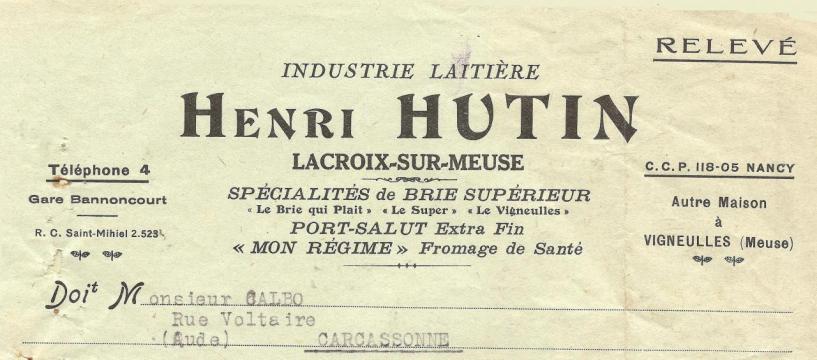 RELEVÉ
INDUSTRIE LAITIÈRE
HENRI HUTIN
LACROIX-SUR-MEUSE
Téléphone 4
Gare Bannoncourt
R. C. Saint-Mihiel 2.523
C.C.P. 118-05 NANCY
Autre Maison
à
VIGNEULLES (Meuse)
SPÉCIALITÉS de BRIE SUPÉRIEUR
« Le Brie qui Plait » « Le Super » « Le Vigneulles »
PORT-SALUT Extra Fin
« MON RÉGIME » Fromage de Santé
Doit Monsieur CALBO
Rue Voltaire
(Aude) CARCASSONNE